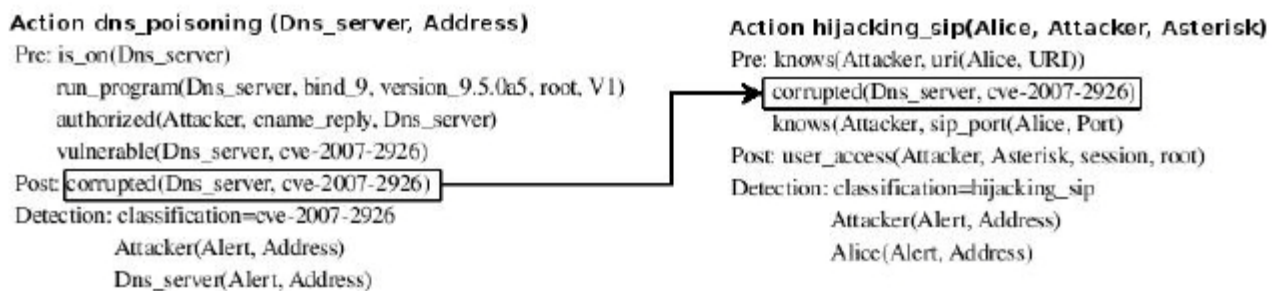 Action dns_poisoning (Dns_server, Address)
Pre: is_on(Dns_server)
run_program(Dns_server, bind_9, version_9.5.0a5, root, V1)
authorized(Attacker, cname_reply, Dns_server)
vulnerable(Dns_server, cve-2007-2926)
Post: corrupted(Dns_server, cve-2007-2926)
Detection: classification=cve-2007-2926
Attacker(Alert, Address)
Dns_server(Alert, Address)
Action hijacking_sip(Alice, Attacker, Asterisk)
Pre: knows(Attacker, uri(Alice, URI))
corrupted(Dns_server, cve-2007-2926)
knows(Attacker, sip_port(Alice, Port)
Post: user_access(Attacker, Asterisk, session, root)
Detection: classification=hijacking_sip
Attacker(Alert, Address)
Alice(Alert, Address)